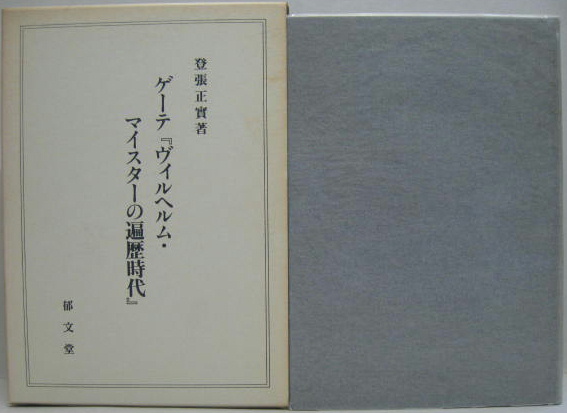 登張正實著
ゲーテ『ヴィルヘルム・
マイスターの遍歴時代』
郁文堂